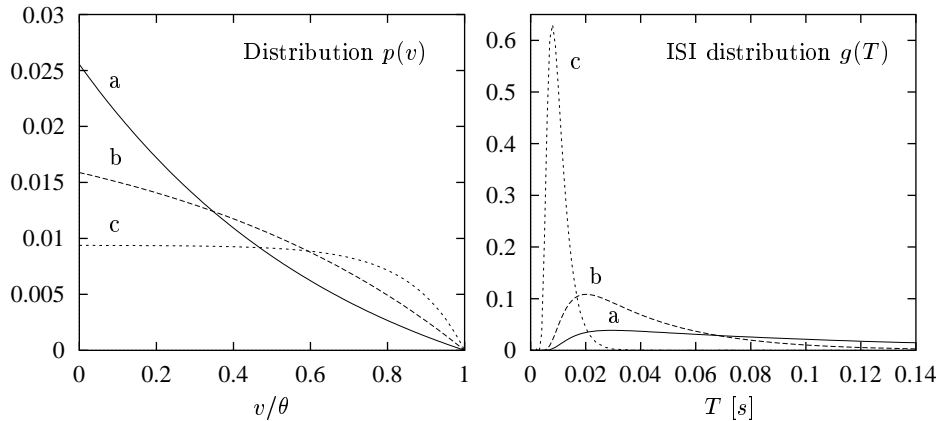 Distribution p(v)
0.03
0.025
0.02
0.015
0.01
0.005
0
a
b
c
0 0.2 0.4 0.6 0.8 1
v/θ
ISI distribution g(T)
0.6
0.5
0.4
0.3
0.2
0.1
0
c
b
a
0 0.02 0.04 0.06 0.08 0.1 0.12 0.14
T [s]